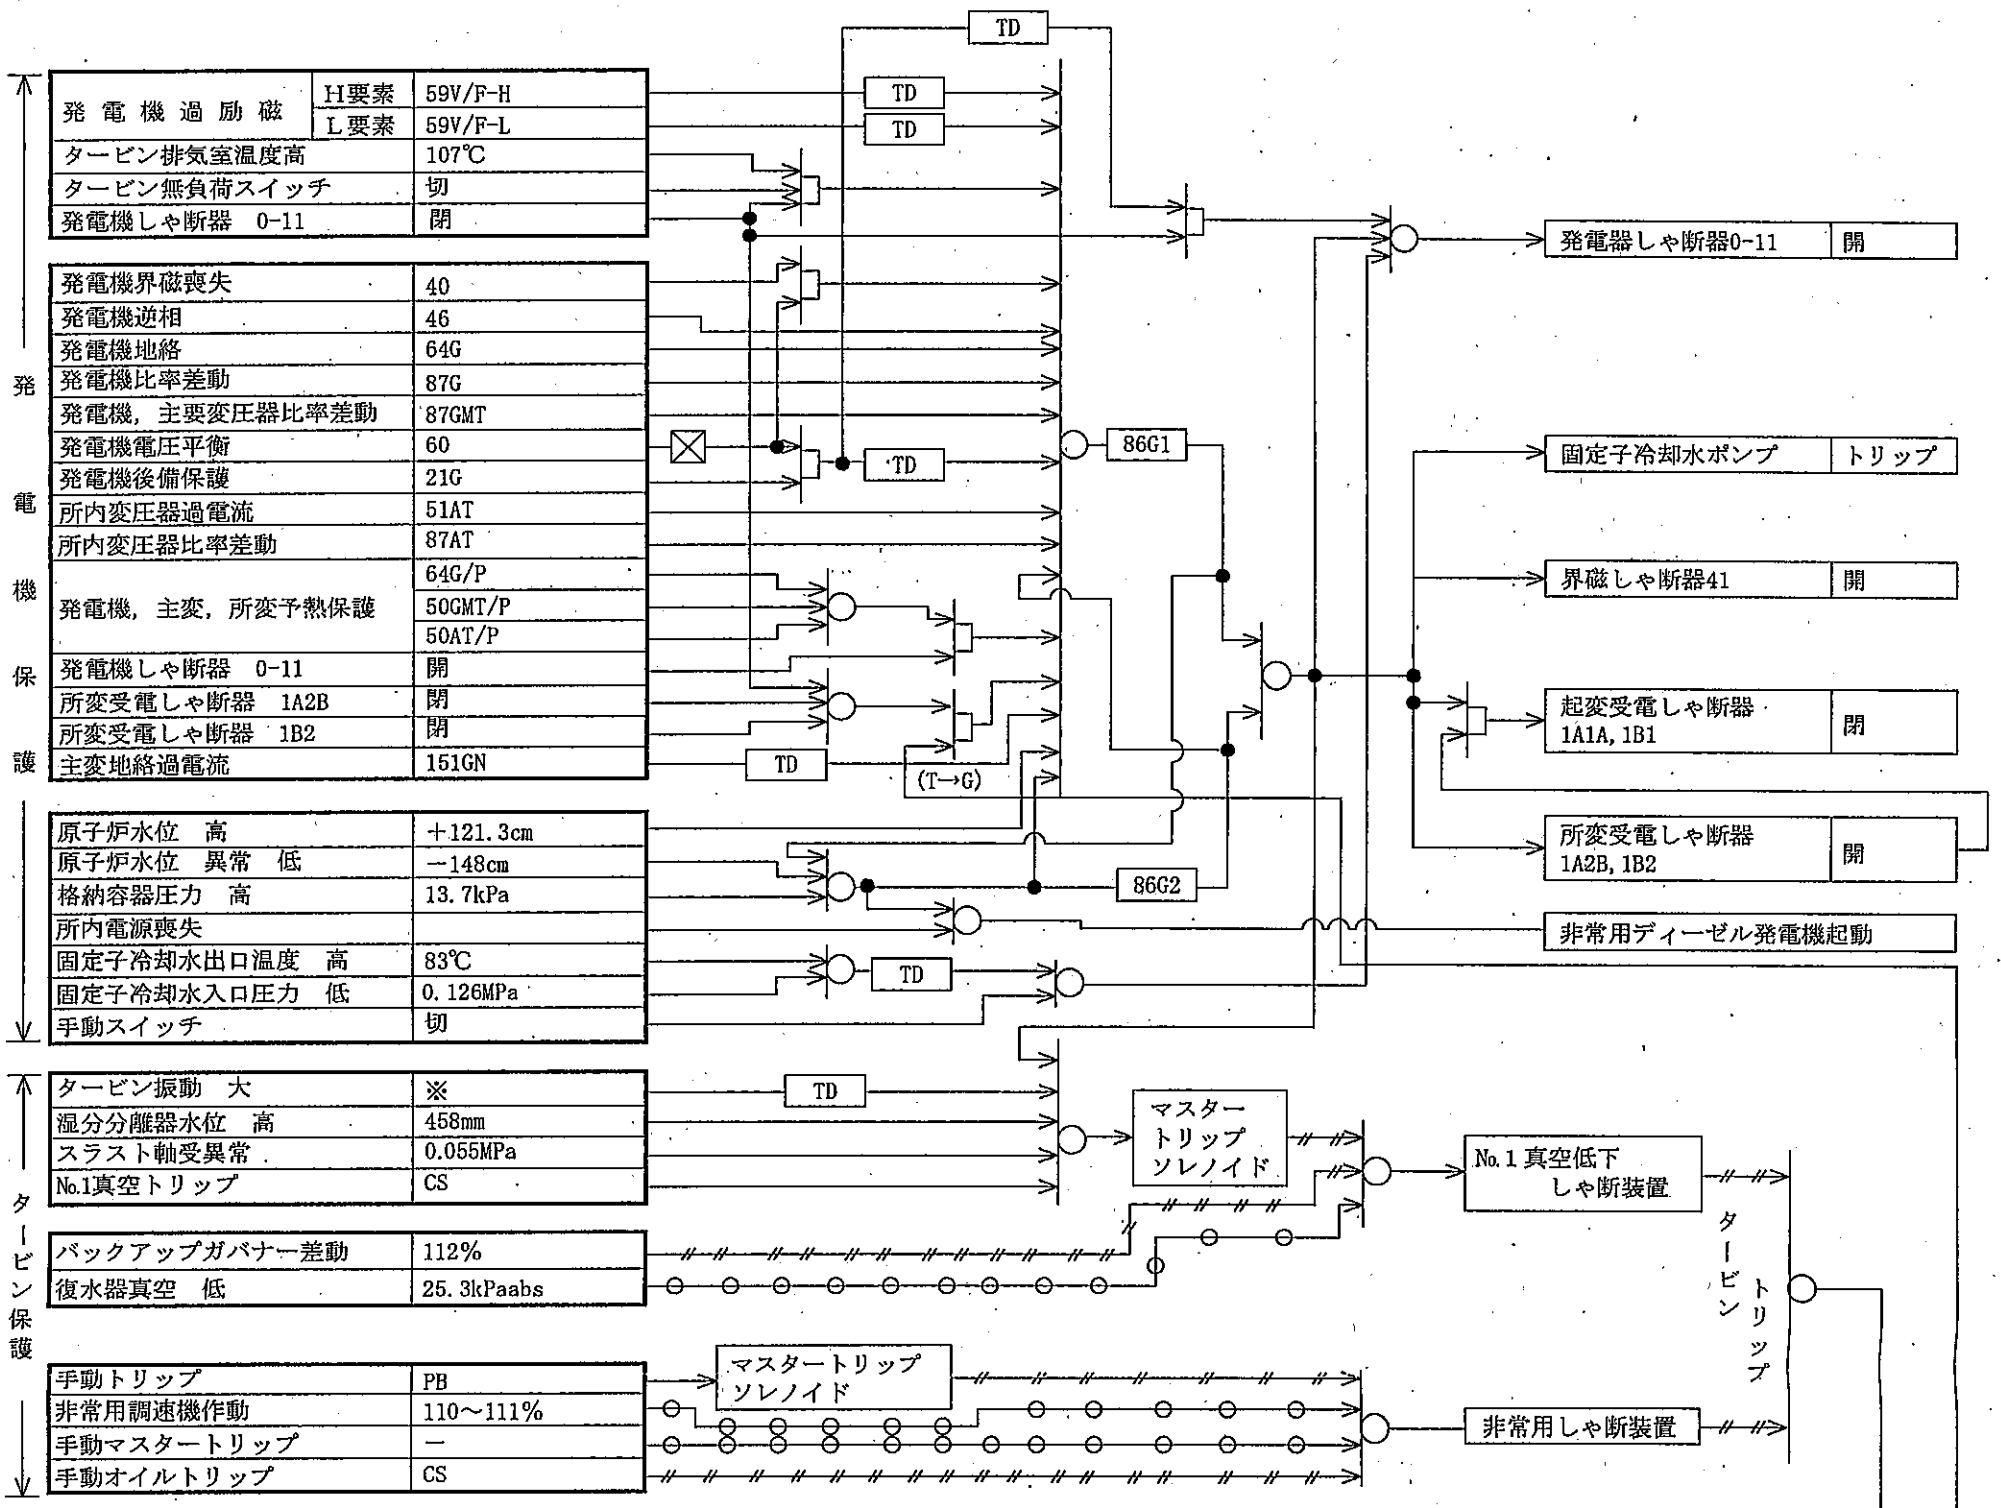 TD
発電機過励磁 H要素 59V/F-H
L要素 59V/F-L
タービン排気室温度高 107℃
タービン無負荷スイッチ 切
発電機しゃ断器 0-11 閉
TD
TD
発電器しゃ断器0-11 開
発電機保護
発電機界磁喪失 40
発電機逆相 46
発電機地絡 64G
発電機比率差動 87G
発電機,主要変圧器比率差動 87GMT
発電機電圧平衡 60
発電機後備保護 21G
所内変圧器過電流 51AT
所内変圧器比率差動 87AT
発電機,主変,所変予熱保護 64G/P
50GMT/P
50AT/P
発電機しゃ断器 0-11 開
所変受電しゃ断器 1A2B 閉
所変受電しゃ断器 1B2 閉
主変地絡過電流 151GN
TD
TD
(T→G)
86G1
固定子冷却水ポンプ トリップ
界磁しゃ断器41 開
起変受電しゃ断器
1A1A,1B1 閉
所変受電しゃ断器
1A2B,1B2 開
原子炉水位 高 +121.3cm
原子炉水位 異常 低 -148cm
格納容器圧力 高 13.7kPa
所内電源喪失
固定子冷却水出口温度 高 83℃
固定子冷却水入口圧力 低 0.126MPa
手動スイッチ 切
86G2
TD
非常用ディーゼル発電機起動
タービン保護
タービン振動 大 ※
湿分分離器水位 高 458mm
スラスト軸受異常 0.055MPa
No.1真空トリップ CS
TD
マスター
トリップ
ソレノイド
No.1真空低下
しゃ断装置
バックアップガバナー差動 112%
復水器真空 低 25.3kPaabs
タービン
トリップ
手動トリップ PB
非常用調速機作動 110〜111%
手動マスタートリップ ー
手動オイルトリップ CS
マスタートリップ
ソレノイド
非常用しゃ断装置